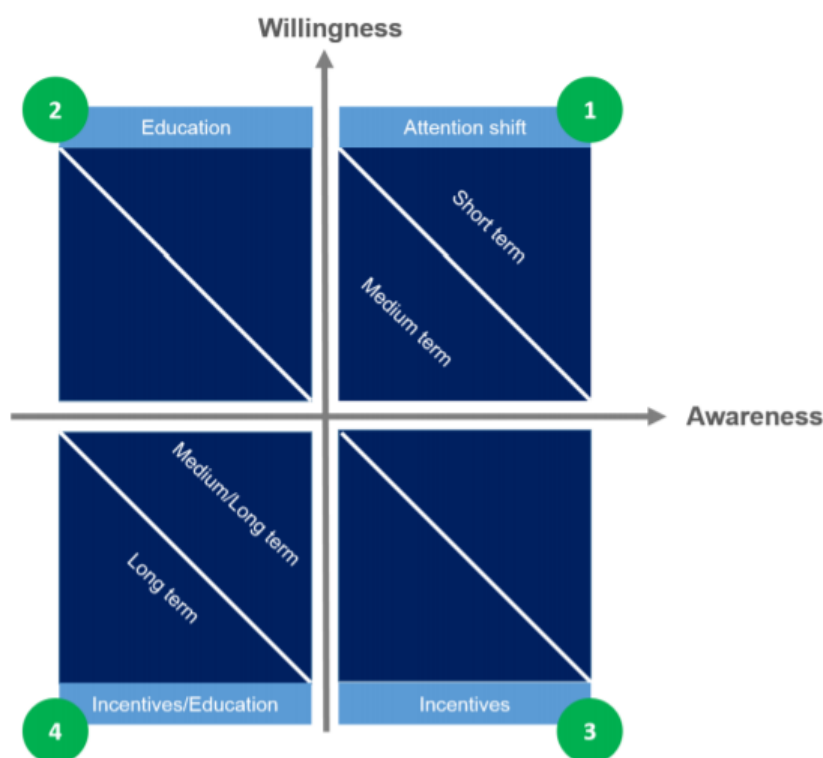 Willingness
2
Education
Attention shift
1
Short term
Medium term
Awareness
Medium/Long term
Long term
4
Incentives/Education
Incentives
3